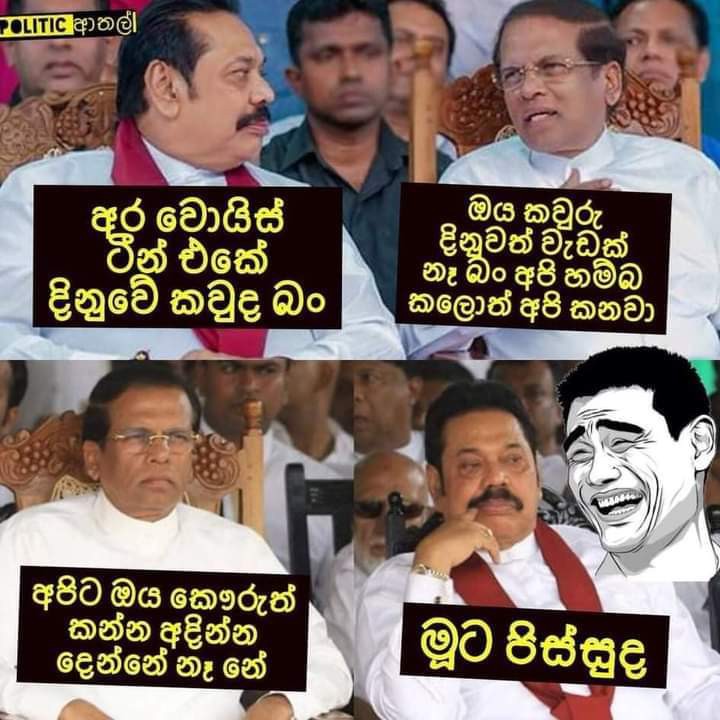 POLITIC ආතල්
අර වොයිස්
ටීන් එකේ
දිනුවේ කවුද බං
ඔය කවුරු
දිනුවත් වැඩක්
නෑ බං අපි හම්බ
කලොත් අපි කනවා
අපිට ඔය කෞරුත්
කන්න අදින්න
දෙන්නේ නෑ නේ
මූට පිස්සුද